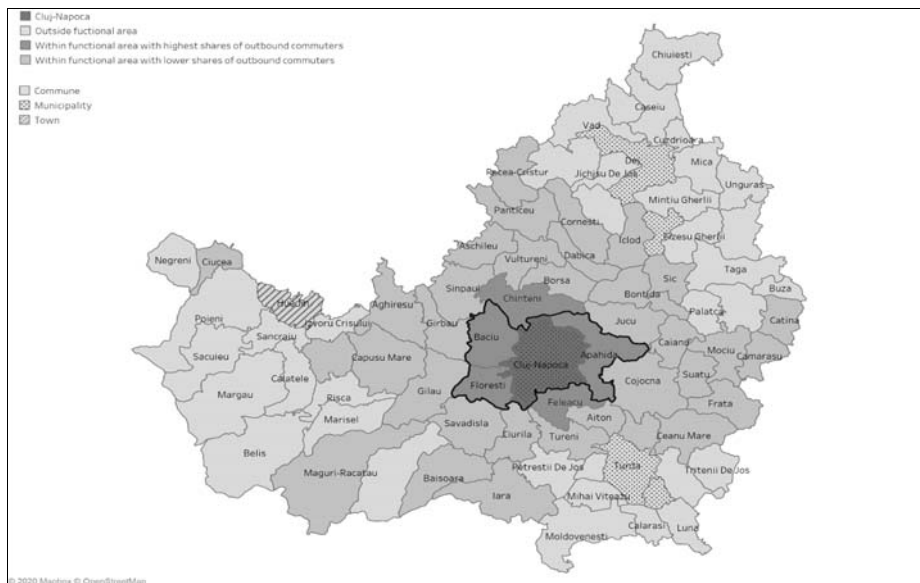 Cluj-Napoca
Outside fuctional area
Within functional area with highest shares of outbound commuters
Within functional area with lower shares of outbound commuters
Commune
Municipality
Town
Chiuiesti
Caseiu
Vad
Cuzdrioara
Dej
Mica
Recea-Cristur
Jichisu De Jos
Unguras
Mintiu Gherlii
Panticeu
Cornesti
Fizesu Gherlii
Iclod
Aschileu
Dabica
Negreni
Ciucea
Vultureni
Sic
Taga
Borsa
Sinpaul
Buza
Huedin
Aghiresu
Chinteni
Bontida
Palatca
Poieni
Izvoru Crisului
Girbau
Jucu
Catina
Sancraiu
Baciu
Caianu
Mociu
Sacuieu
Capusu Mare
Apahida
Camarasu
Cluj-Napoca
Calatele
Suatu
Floresti
Cojocna
Margau
Risca
Gilau
Feleacu
Frata
Marisel
Aiton
Savadisla
Ciurila
Ceanu Mare
Tureni
Belis
Petrestii De Jos
Turda
Tritenii De Jos
Maguri-Racatau
Baisoara
Iara
Mihai Viteazu
Calarasi
Luna
Moldovenesti
© 2020 Mapbox © OpenStreetMap